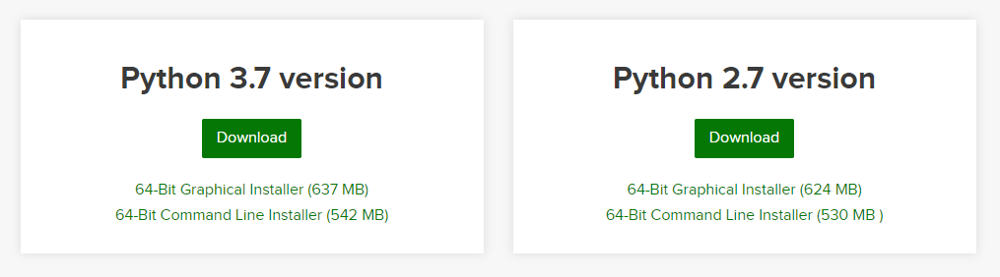 Python 3.7 version
Download
64-Bit Graphical Installer (637 MB)
64-Bit Command Line Installer (542 MB)
Python 2.7 version
Download
64-Bit Graphical Installer (624 MB)
64-Bit Command Line Installer (530 MB )